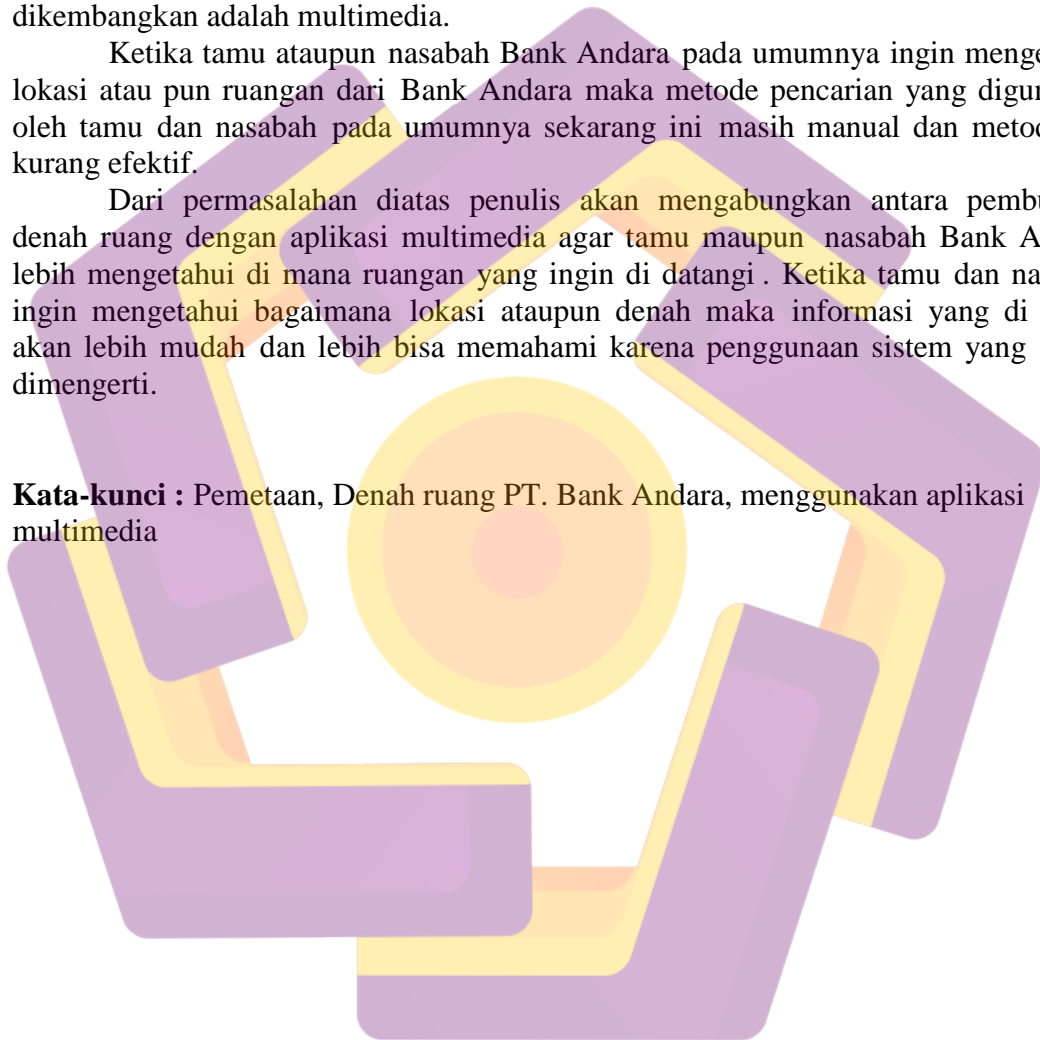 dikembangkan adalah multimedia.
Ketika tamu ataupun nasabah Bank Andara pada umumnya ingin menge
lokasi atau pun ruangan dari Bank Andara maka metode pencarian yang digu
oleh tamu dan nasabah pada umumnya sekarang ini masih manual dan metod
kurang efektif.
Dari permasalahan diatas penulis akan mengabungkan antara pembu
denah ruang dengan aplikasi multimedia agar tamu maupun nasabah Bank A
lebih mengetahui di mana ruangan yang ingin di datangi . Ketika tamu dan na
ingin mengetahui bagaimana lokasi ataupun denah maka informasi yang di
akan lebih mudah dan lebih bisa memahami karena penggunaan sistem yang
dimengerti.
Kata-kunci : Pemetaan, Denah ruang PT. Bank Andara, menggunakan aplikasi
multimedia